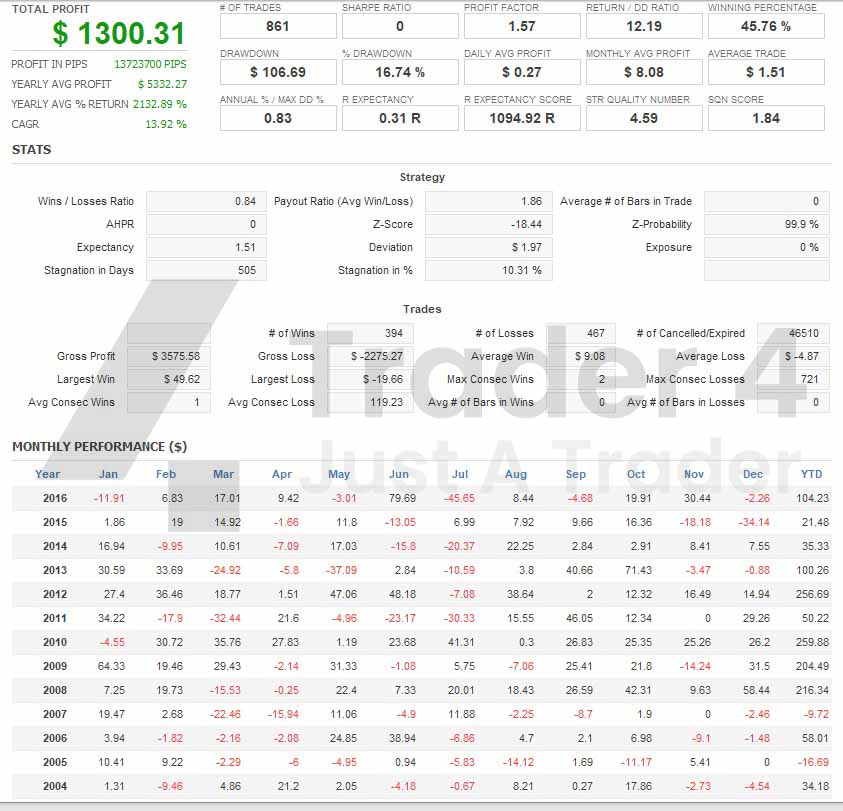 TOTAL PROFIT
$ 1300.31
PROFIT IN PIPS 13723700 PIPS
YEARLY AVG PROFIT $ 5332.27
YEARLY AVG % RETURN 2132.89 %
CAGR 13.92 %
# OF TRADES SHARPE RATIO PROFIT FACTOR RETURN / DD RATIO WINNING PERCENTAGE
861 0 1.57 12.19 45.76 %
DRAWDOWN % DRAWDOWN DAILY AVG PROFIT MONTHLY AVG PROFIT AVERAGE TRADE
$ 106.69 16.74 % $ 0.27 $ 8.08 $ 1.51
ANNUAL % / MAX DD % R EXPECTANCY R EXPECTANCY SCORE STR QUALITY NUMBER SQN SCORE
0.83 0.31 R 1094.92 R 4.59 1.84
STATS
Strategy
Wins / Losses Ratio 0.84 Payout Ratio (Avg Win/Loss) 1.86 Average # of Bars in Trade 0
AHPR 0 Z-Score -18.44 Z-Probability 99.9 %
Expectancy 1.51 Deviation $ 1.97 Exposure 0 %
Stagnation in Days 505 Stagnation in % 10.31 %
Trades
# of Wins 394 # of Losses 467 # of Cancelled/Expired 46510
Gross Profit $ 3575.58 Gross Loss $ -2275.27 Average Win $ 9.08 Average Loss $ -4.87
Largest Win $ 49.62 Largest Loss $ -19.66 Max Consec Wins 2 Max Consec Losses 721
Avg Consec Wins 1 Avg Consec Loss 119.23 Avg # of Bars in Wins 0 Avg # of Bars in Losses 0
Trader 4
Just A Trader
MONTHLY PERFORMANCE ($)
Year Jan Feb Mar Apr May Jun Jul Aug Sep Oct Nov Dec YTD
2016 -11.91 6.83 17.01 9.42 -3.01 79.69 -45.65 8.44 -4.68 19.91 30.44 -2.26 104.23
2015 1.86 19 14.92 -1.66 11.8 -13.05 6.99 7.92 9.66 16.36 -18.18 -34.14 21.48
2014 16.94 -9.95 10.61 -7.09 17.03 -15.8 -20.37 22.25 2.84 2.91 8.41 7.55 35.33
2013 30.59 33.69 -24.92 -5.8 -37.09 2.84 -10.59 3.8 40.66 71.43 -3.47 -0.88 100.26
2012 27.4 36.46 18.77 1.51 47.06 48.18 -7.08 38.64 2 12.32 16.49 14.94 256.69
2011 34.22 -17.9 -32.44 21.6 -4.96 -23.17 -30.33 15.55 46.05 12.34 0 29.26 50.22
2010 -4.55 30.72 35.76 27.83 1.19 23.68 41.31 0.3 26.83 25.35 25.26 26.2 259.88
2009 64.33 19.46 29.43 -2.14 31.33 -1.08 5.75 -7.06 25.41 21.8 -14.24 31.5 204.49
2008 7.25 19.73 -15.53 -0.25 22.4 7.33 20.01 18.43 26.59 42.31 9.63 58.44 216.34
2007 19.47 2.68 -22.46 -15.94 11.06 -4.9 11.88 -2.25 -8.7 1.9 0 -2.46 -9.72
2006 3.94 -1.82 -2.16 -2.08 24.85 38.94 -6.86 4.7 2.1 6.98 -9.1 -1.48 58.01
2005 10.41 9.22 -2.29 -6 -4.95 0.94 -5.83 -14.12 1.69 -11.17 5.41 0 -16.69
2004 1.31 -9.46 4.86 21.2 2.05 -4.18 -0.67 8.21 0.27 17.86 -2.73 -4.54 34.18